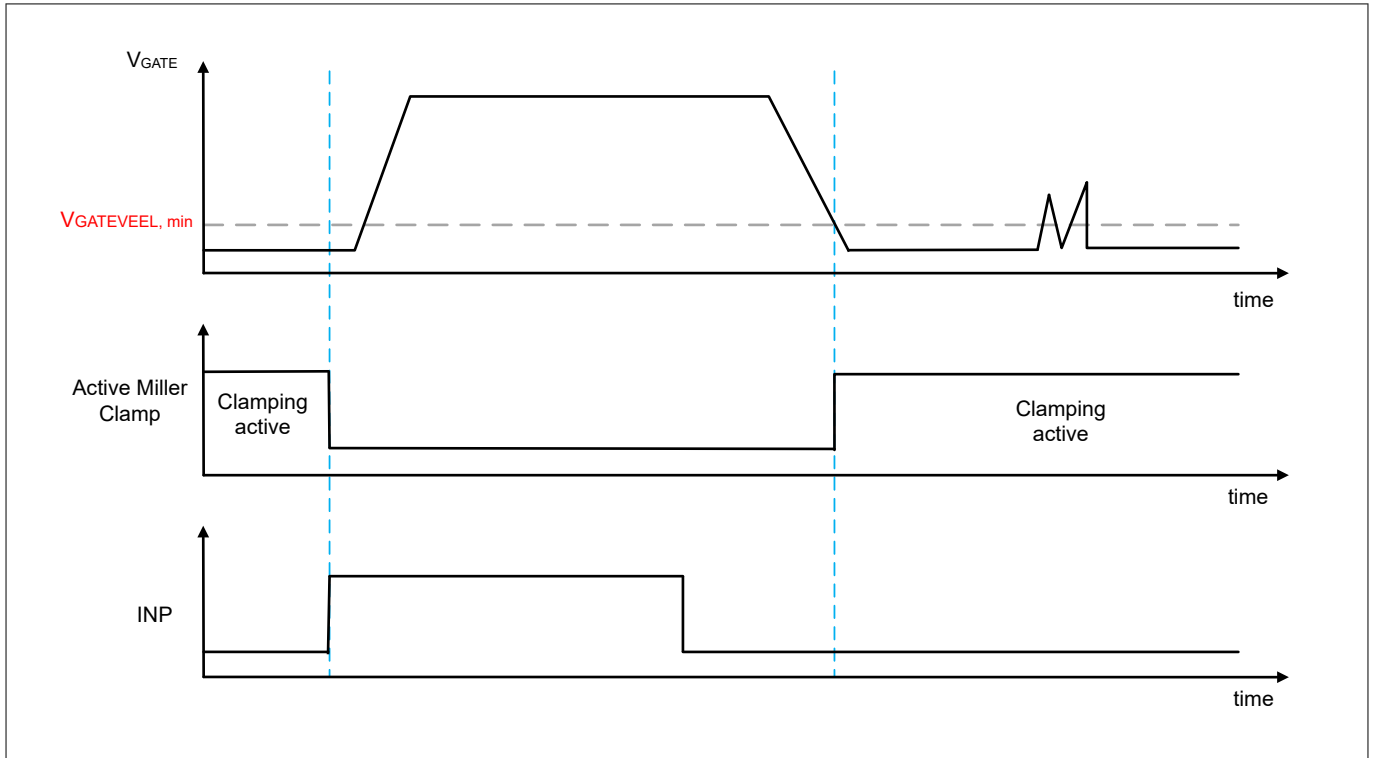 VGATE
VGATEVEEL, min
time
Active Miller
Clamp
Clamping
active
Clamping
active
time
INP
time